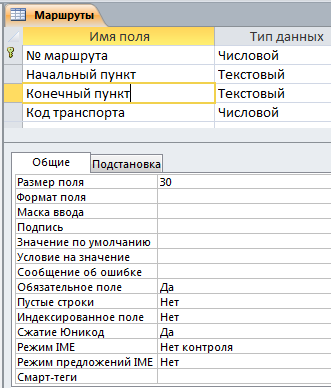 Маршруты
Имя поля Тип данных
№ маршрута Числовой
Начальный пункт Текстовый
Конечный пункт Текстовый
Код транспорта Числовой
Общие Подстановка
Размер поля 30
Формат поля
Маска ввода
Подпись
Значение по умолчанию
Условие на значение
Сообщение об ошибке
Обязательное поле Да
Пустые строки Нет
Индексированное поле Нет
Сжатие Юникод Да
Режим IME Нет контроля
Режим предложений IME Нет
Смарт-теги